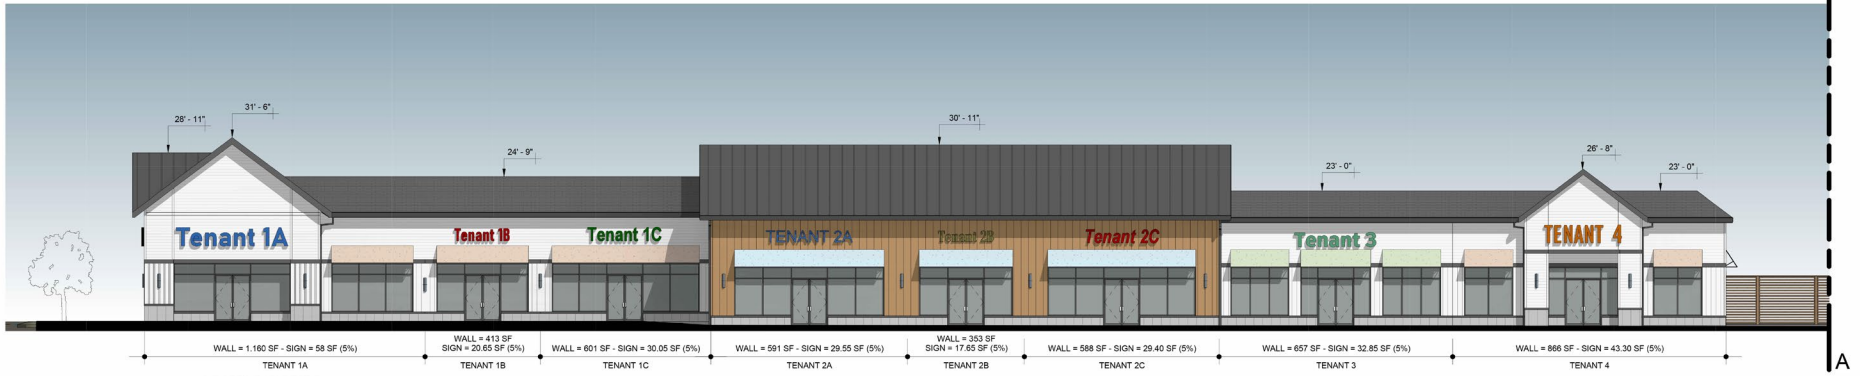 31' - 6"
28' - 11"
24' - 9"
30' - 11"
23' - 0"
26' - 8"
23' - 0"
Tenant 1A
Tenant 1B
Tenant 1C
TENANT 2A
Tenant 2B
Tenant 2C
Tenant 3
TENANT 4
WALL = 1.160 SF - SIGN = 58 SF (5%)
TENANT 1A
WALL = 413 SF
SIGN = 20.65 SF (5%)
TENANT 1B
WALL = 601 SF - SIGN = 30.05 SF (5%)
TENANT 1C
WALL = 591 SF - SIGN = 29.55 SF (5%)
TENANT 2A
WALL = 353 SF
SIGN = 17.65 SF (5%)
TENANT 2B
WALL = 588 SF - SIGN = 29.40 SF (5%)
TENANT 2C
WALL = 657 SF - SIGN = 32.85 SF (5%)
TENANT 3
WALL = 866 SF - SIGN = 43.30 SF (5%)
TENANT 4
A